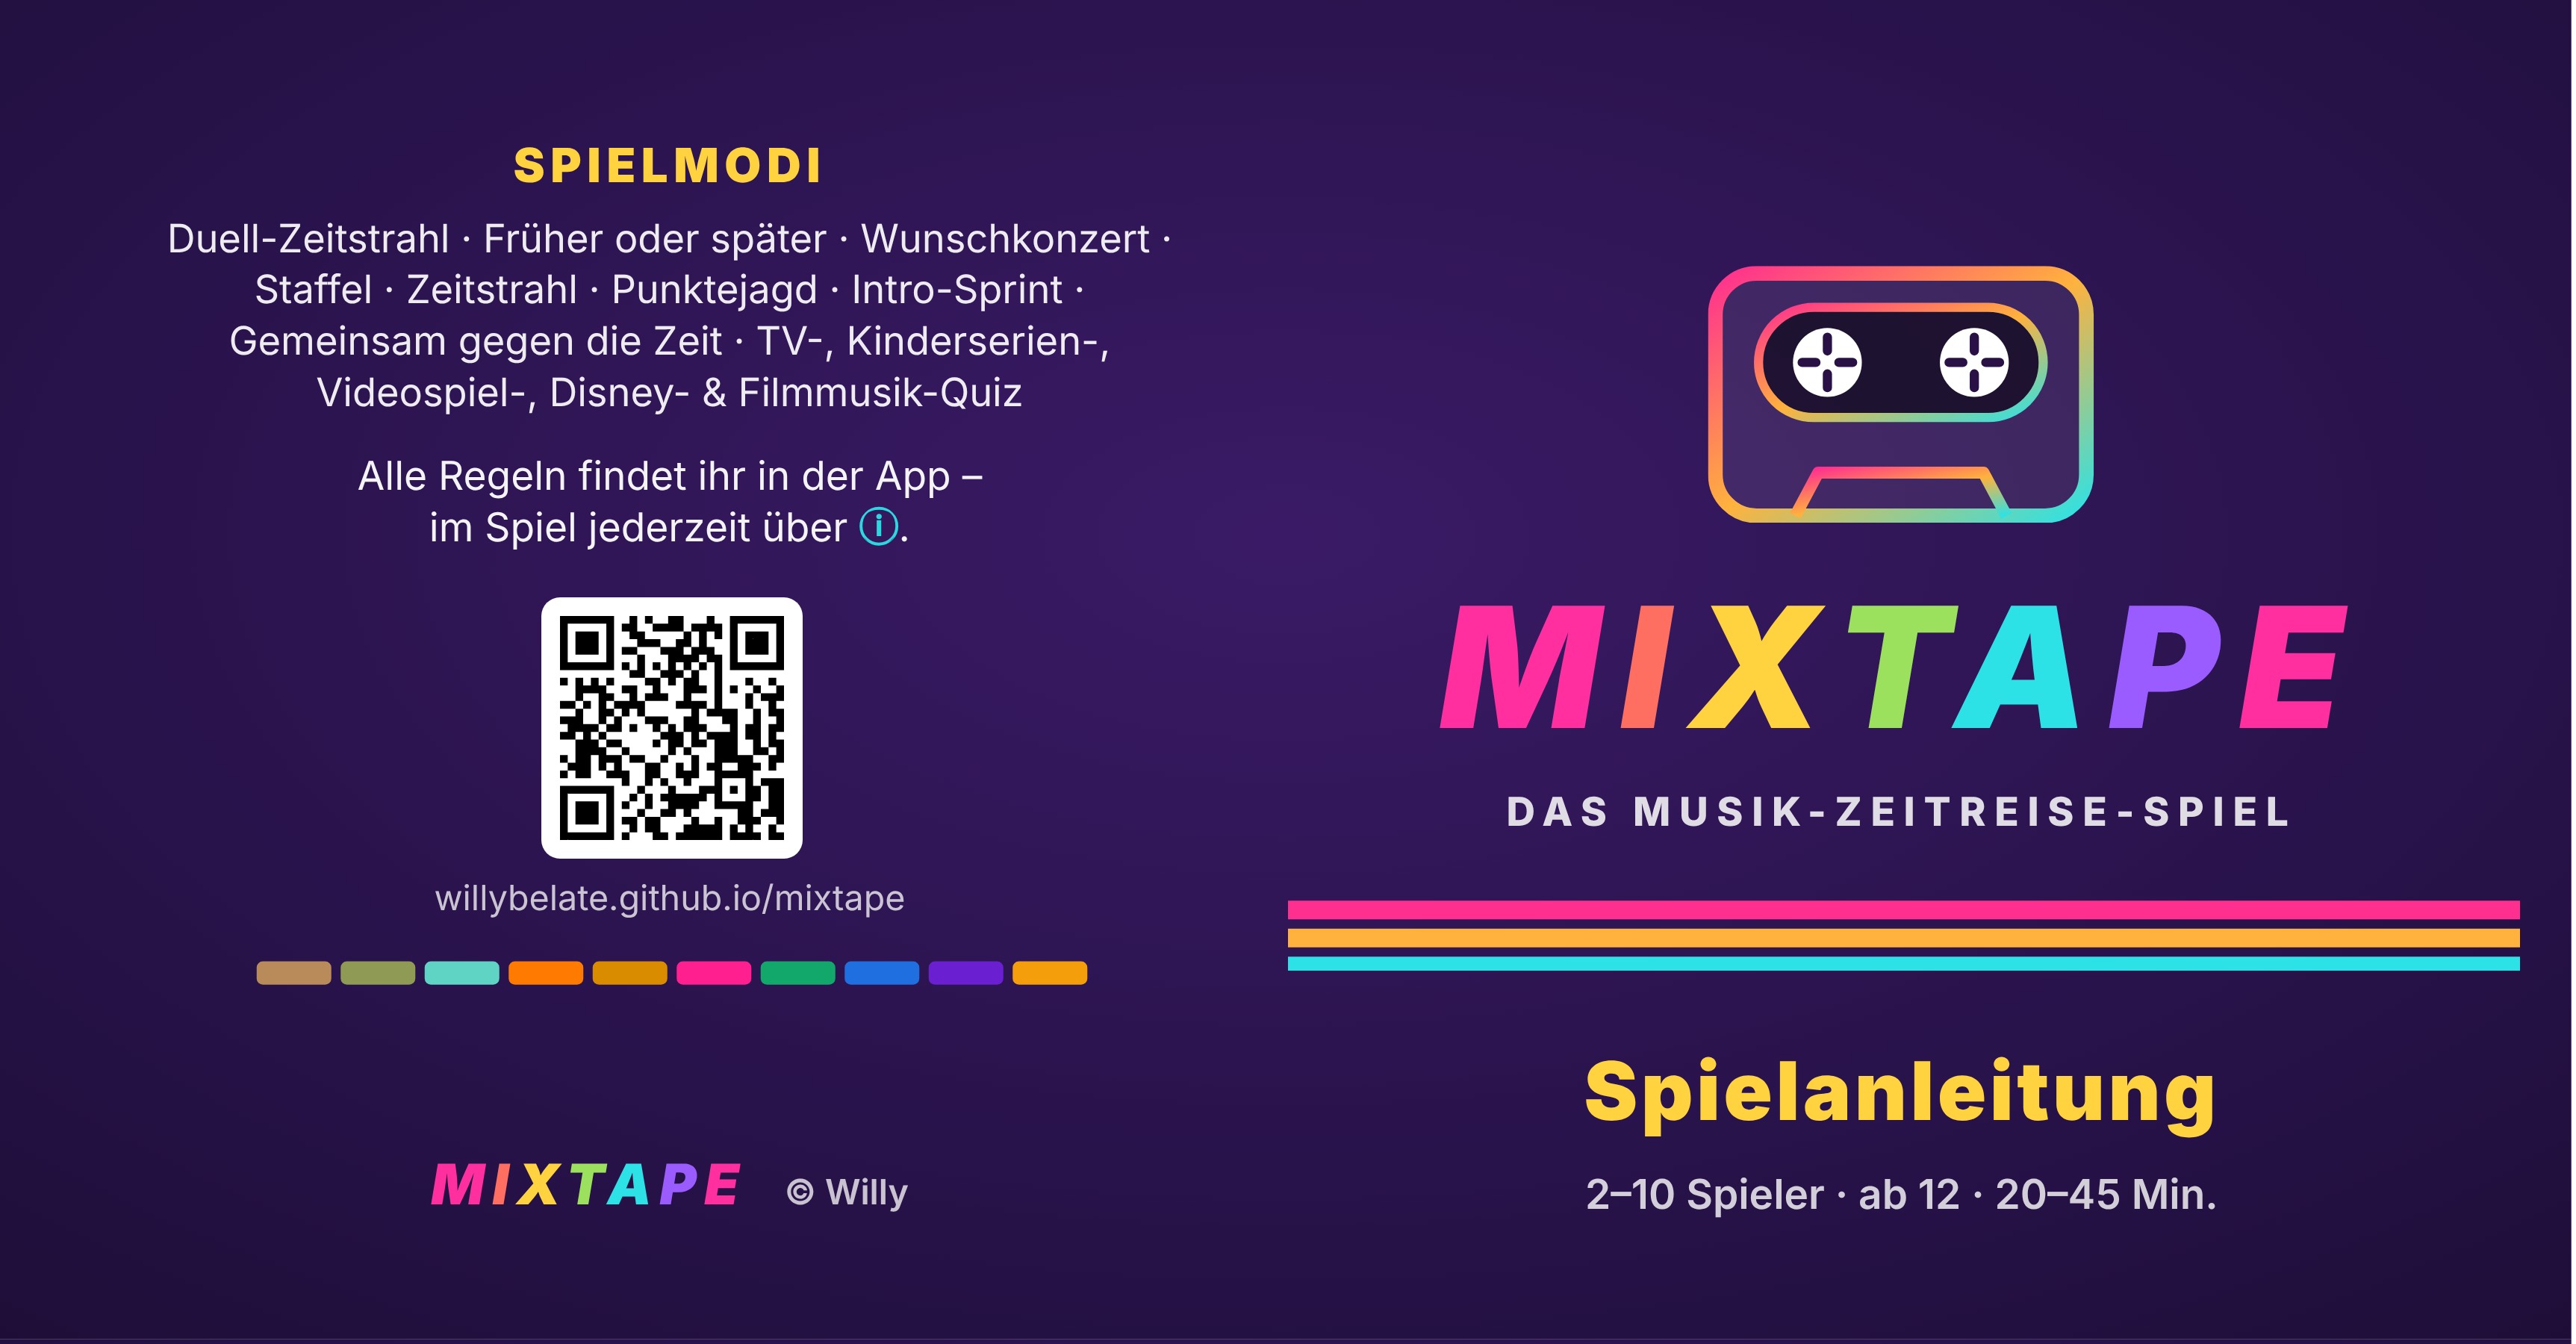 SPIELMODI
Duell-Zeitstrahl · Früher oder später · Wunschkonzert ·
Staffel · Zeitstrahl · Punktejagd · Intro-Sprint ·
Gemeinsam gegen die Zeit · TV-, Kinderserien-,
Videospiel-, Disney- & Filmmusik-Quiz
Alle Regeln findet ihr in der App –
im Spiel jederzeit über ⓘ.
willybelate.github.io/mixtape
MIXTAPE © Willy
MIXTAPE
DAS MUSIK-ZEITREISE-SPIEL
Spielanleitung
2–10 Spieler · ab 12 · 20–45 Min.